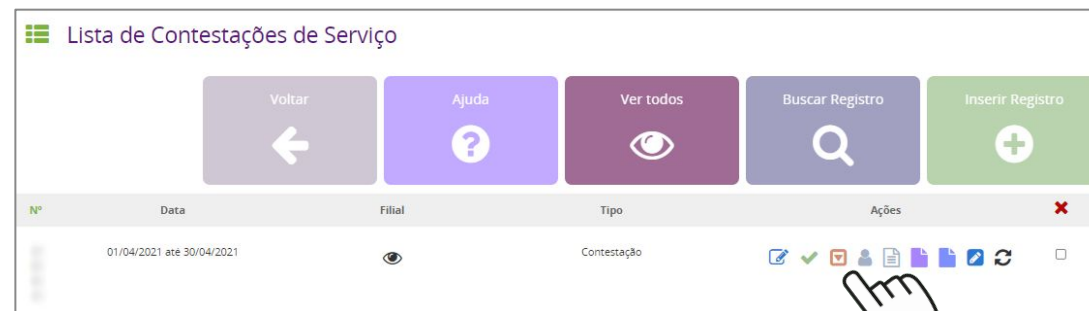 Lista de Contestações de Serviço
Voltar
Ajuda
Ver todos
Buscar Registro
Inserir Registro
Nº Data Filial Tipo Ações
01/04/2021 até 30/04/2021 Contestação